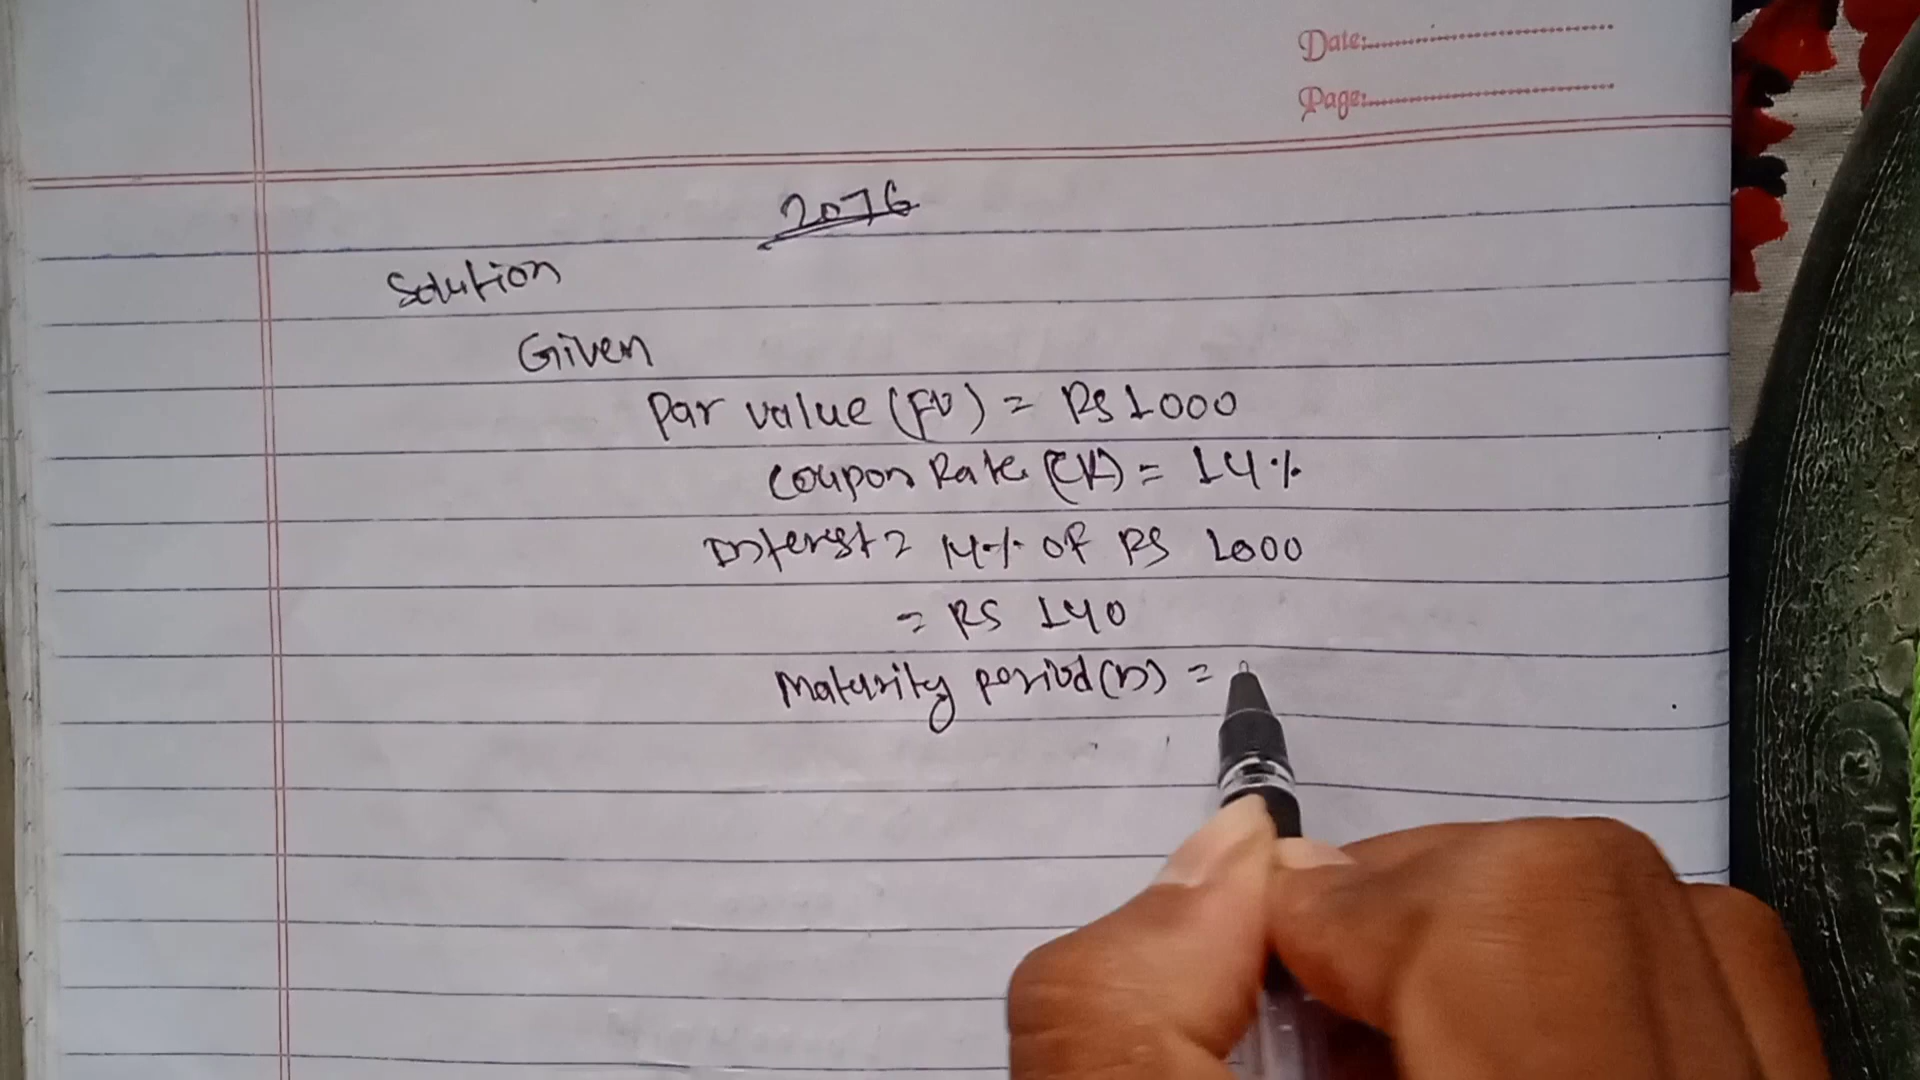 Date:
Page:
2076
Solution
Given
Par value (FV) = Rs 1000
Coupon Rate (CR) = 14%
Interest = 14% of RS 1000
= RS 140
Maturity period (n) =